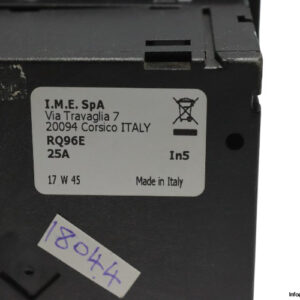 I.M.E. SpA
Via Travaglia 7
20094 Corsico ITALY
RQ96E
25A In5
17 W 45 Made in Italy
18044